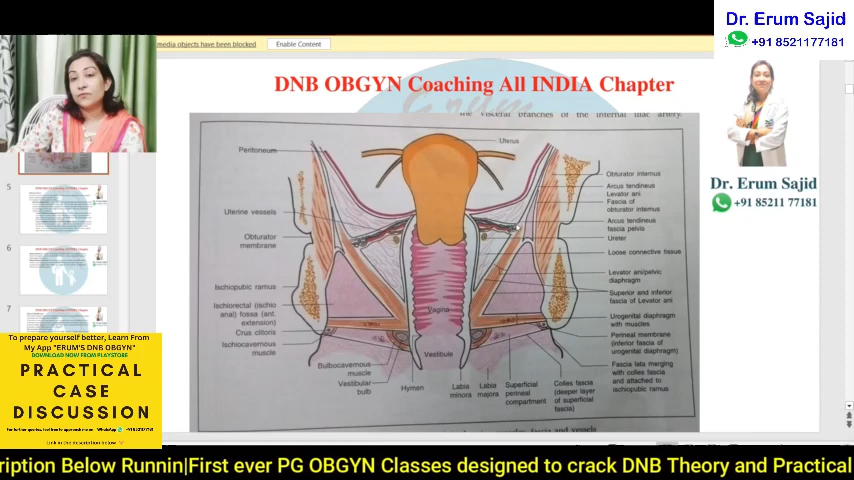 Dr. Erum Sajid
+91 8521177181
media objects have been blocked
Enable Content
DNB OBGYN Coaching All INDIA Chapter
the visceral branches of the internal iliac artery.
Uterus
Peritoneum
Obturator internus
Arcus tendineus
Levator ani
Fascia of
obturator internus
Uterine vessels
Arcus tendineus
fascia pelvis
Obturator
membrane
Ureter
Loose connective tissue
Levator ani/pelvic
diaphragm
Ischiopubic ramus
Superior and inferior
fascia of Levator ani
Ischiorectal (ischio
anal) fossa (ant.
extension)
Vagina
Urogenital diaphragm
with muscles
Crus clitoris
Perineal membrane
(inferior fascia of
urogenital diaphragm)
Ischiocavernous
muscle
Vestibule
Bulbocavernous
muscle
Fascia lata merging
with colles fascia
and attached to
ischiopubic ramus
Vestibular
bulb
Hymen
Labia
minora
Labia
majora
Superficial
perineal
compartment
Colles fascia
(deeper layer
of superficial
fascia)
Dr. Erum Sajid
+91 85211 77181
5
6
7
To prepare yourself better, Learn From
My App "ERUM'S DNB OBGYN"
DOWNLOAD NOW FROM PLAYSTORE
PRACTICAL
CASE
DISCUSSION
Link in the description below
ription Below Runnin|First ever PG OBGYN Classes designed to crack DNB Theory and Practical